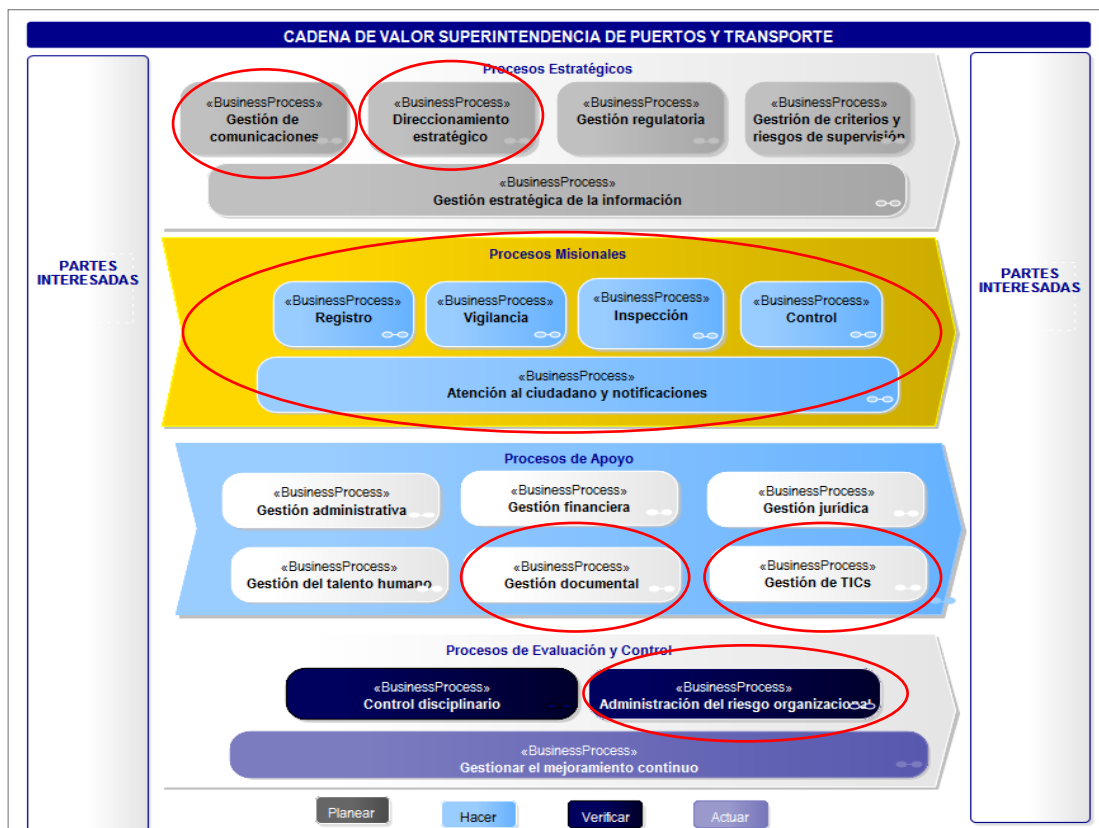 CADENA DE VALOR SUPERINTENDENCIA DE PUERTOS Y TRANSPORTE
PARTES
INTERESADAS
Procesos Estratégicos
«BusinessProcess»
Gestión de
comunicaciones
«BusinessProcess»
Direccionamiento
estratégico
«BusinessProcess»
Gestión regulatoria
«BusinessProcess»
Gestrión de criterios y
riesgos de supervisión
«BusinessProcess»
Gestión estratégica de la información
Procesos Misionales
«BusinessProcess»
Registro
«BusinessProcess»
Vigilancia
«BusinessProcess»
Inspección
«BusinessProcess»
Control
«BusinessProcess»
Atención al ciudadano y notificaciones
Procesos de Apoyo
«BusinessProcess»
Gestión administrativa
«BusinessProcess»
Gestión financiera
«BusinessProcess»
Gestión jurídica
«BusinessProcess»
Gestión del talento humano
«BusinessProcess»
Gestión documental
«BusinessProcess»
Gestión de TICs
Procesos de Evaluación y Control
«BusinessProcess»
Control disciplinario
«BusinessProcess»
Administración del riesgo organizacional
«BusinessProcess»
Gestionar el mejoramiento continuo
PARTES
INTERESADAS
Planear
Hacer
Verificar
Actuar